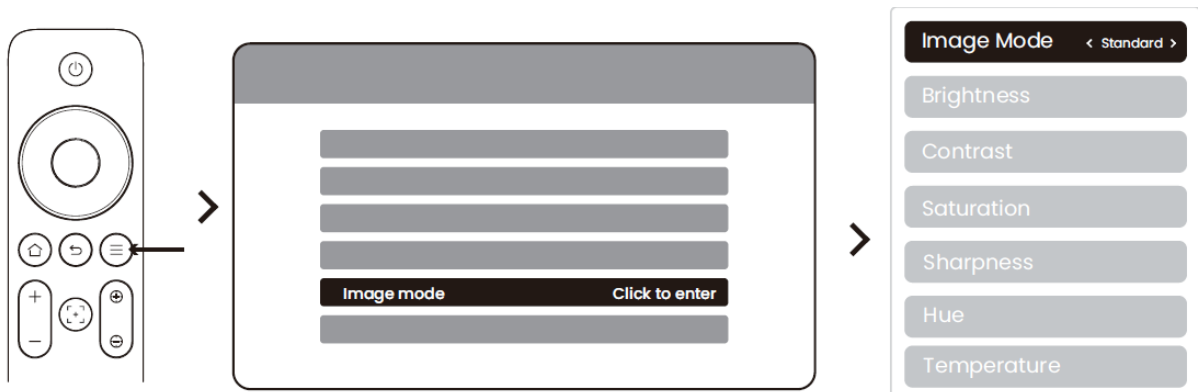 Image mode Click to enter
Image Mode < Standard >
Brightness
Contrast
Saturation
Sharpness
Hue
Temperature